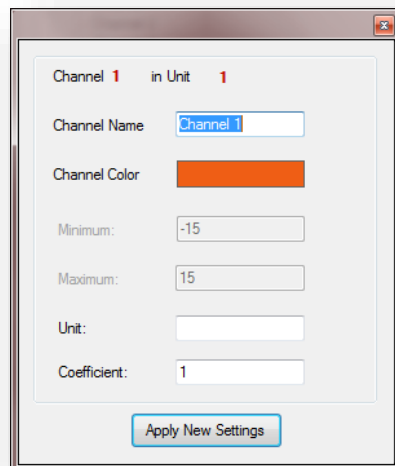 Channel 1 in Unit 1
Channel Name Channel 1
Channel Color
Minimum: -15
Maximum: 15
Unit:
Coefficient: 1
Apply New Settings